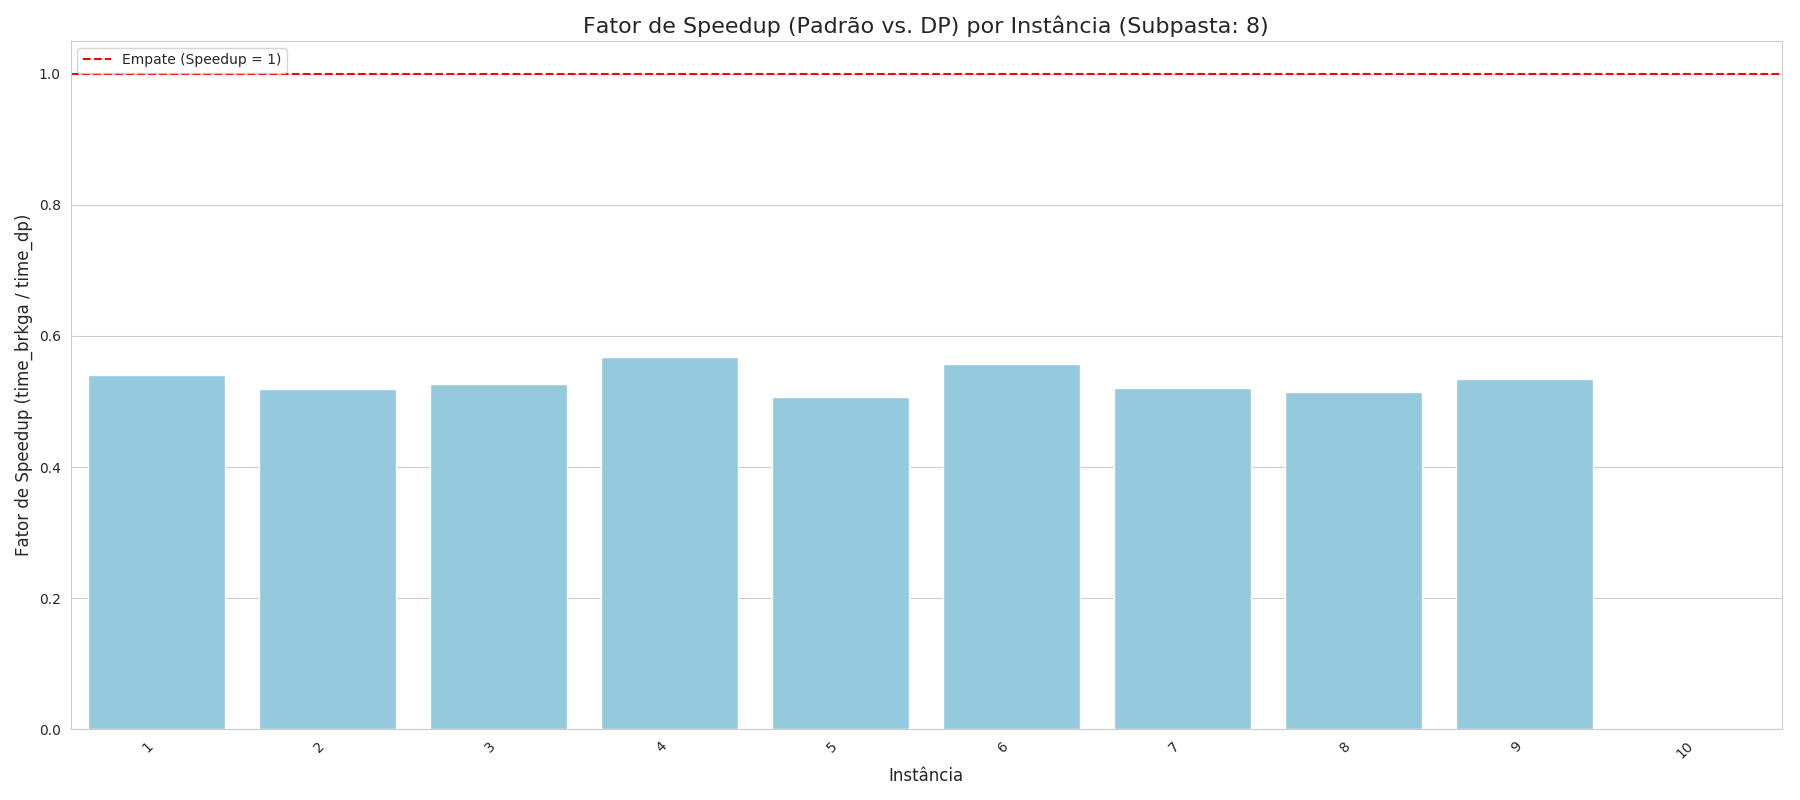 Fator de Speedup (Padrão vs. DP) por Instância (Subpasta: 8)
Empate (Speedup = 1)
Fator de Speedup (time_brkga / time_dp)
1.0
0.8
0.6
0.4
0.2
0.0
1 2 3 4 5 6 7 8 9 10
Instância